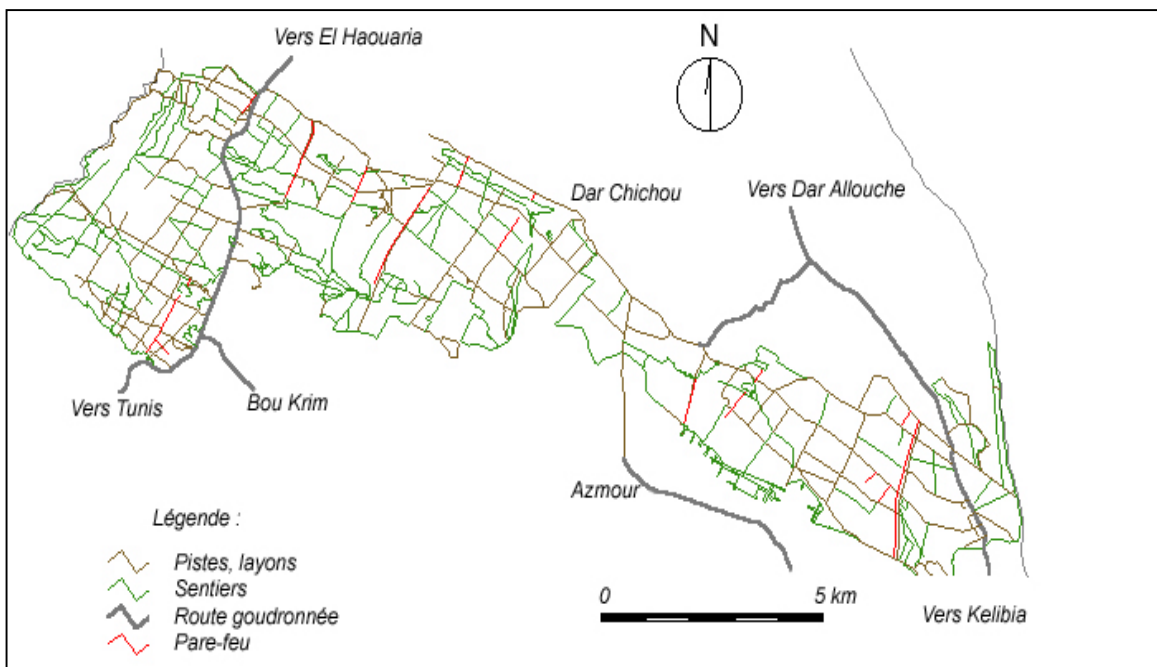 Vers El Haouaria
N
Dar Chichou
Vers Dar Allouche
Vers Tunis
Bou Krim
Azmour
Légende :
Pistes, layons
Sentiers
Route goudronnée
Pare-feu
0 5 km
Vers Kelibia